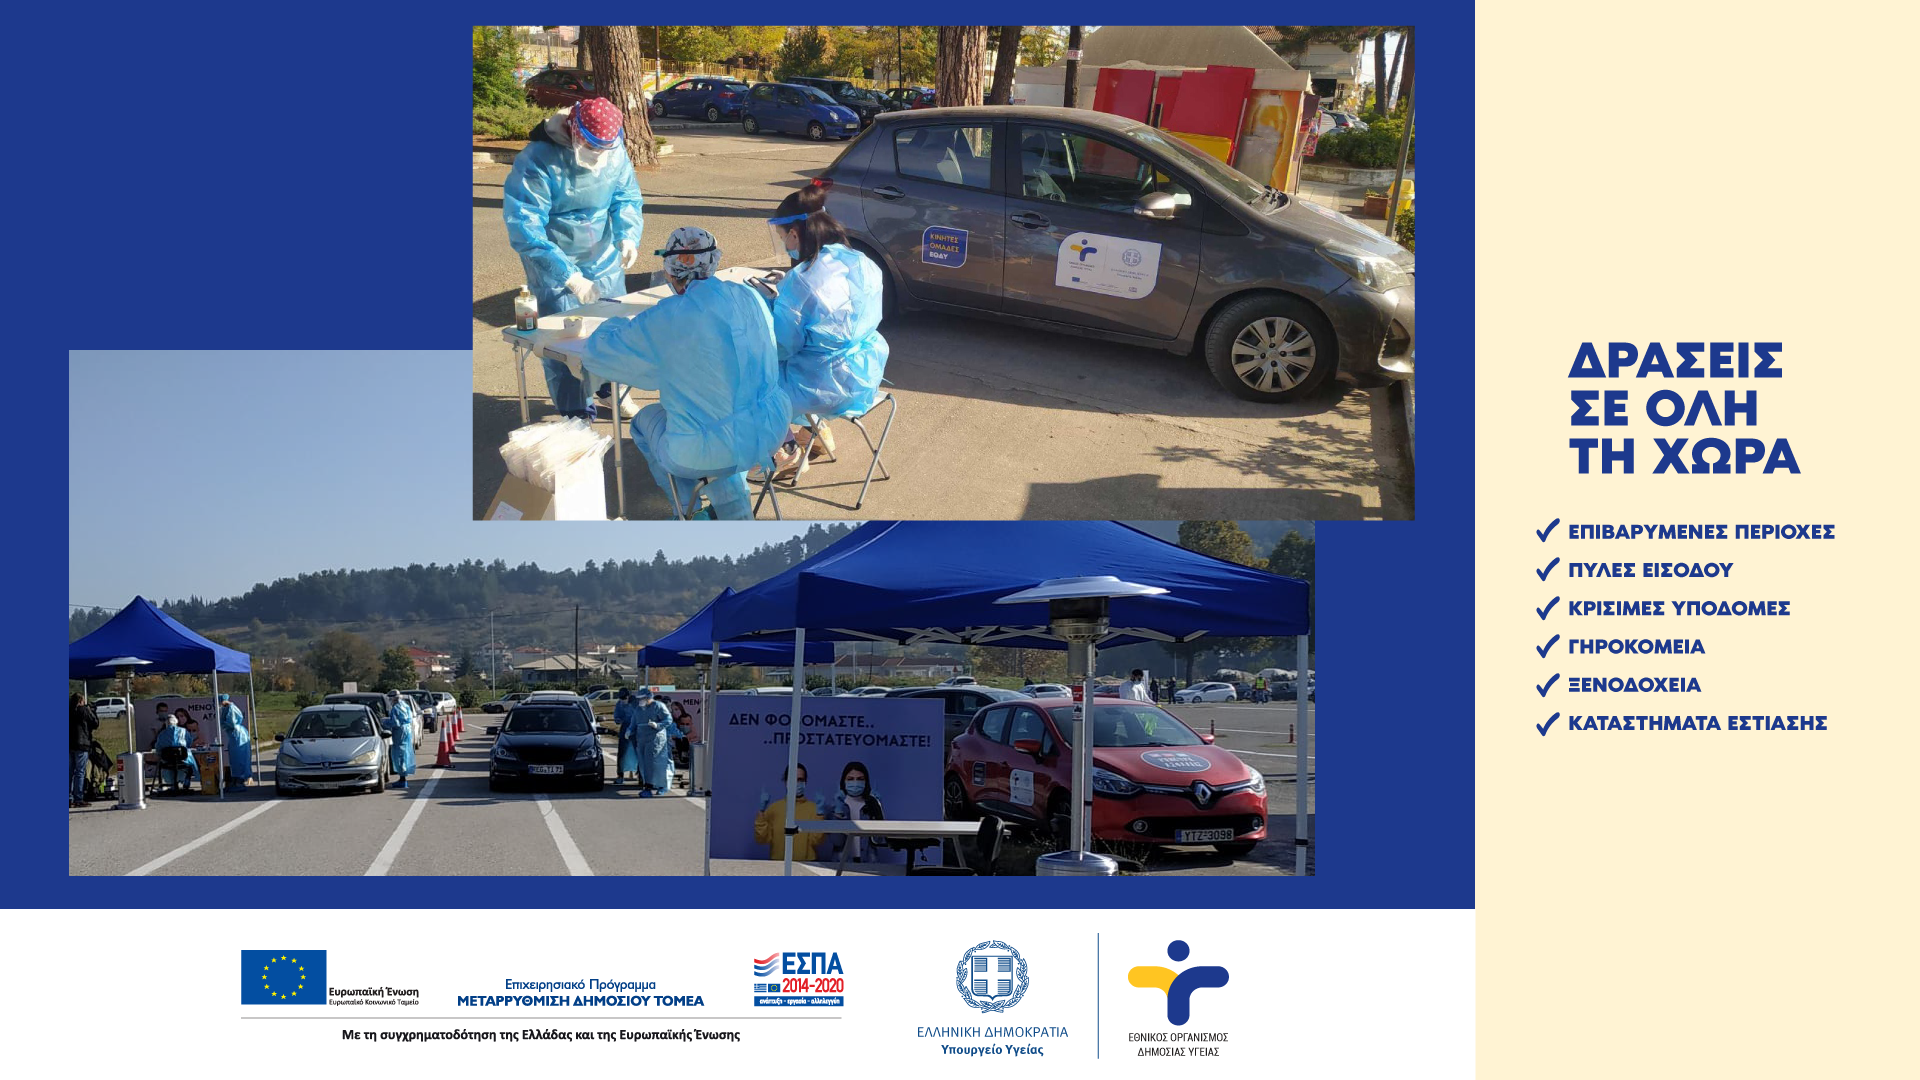 ΚΙΝΗΤΕΣ
ΟΜΑΔΕΣ
ΕΟΔΥ
ΔΕΝ ΦΟΒΟΜΑΣΤΕ..
..ΠΡΟΣΤΑΤΕΥΟΜΑΣΤΕ!
ΥΤΖ-3098
ΔΡΑΣΕΙΣ
ΣΕ ΟΛΗ
ΤΗ ΧΩΡΑ
ΕΠΙΒΑΡΥΜΕΝΕΣ ΠΕΡΙΟΧΕΣ
ΠΥΛΕΣ ΕΙΣΟΔΟΥ
ΚΡΙΣΙΜΕΣ ΥΠΟΔΟΜΕΣ
ΓΗΡΟΚΟΜΕΙΑ
ΞΕΝΟΔΟΧΕΙΑ
ΚΑΤΑΣΤΗΜΑΤΑ ΕΣΤΙΑΣΗΣ
Ευρωπαϊκή Ένωση
Ευρωπαϊκό Κοινωνικό Ταμείο
Επιχειρησιακό Πρόγραμμα
ΜΕΤΑΡΡΥΘΜΙΣΗ ΔΗΜΟΣΙΟΥ ΤΟΜΕΑ
ΕΣΠΑ
2014-2020
ανάπτυξη - εργασία - αλληλεγγύη
Με τη συγχρηματοδότηση της Ελλάδας και της Ευρωπαϊκής Ένωσης
ΕΛΛΗΝΙΚΗ ΔΗΜΟΚΡΑΤΙΑ
Υπουργείο Υγείας
ΕΘΝΙΚΟΣ ΟΡΓΑΝΙΣΜΟΣ
ΔΗΜΟΣΙΑΣ ΥΓΕΙΑΣ